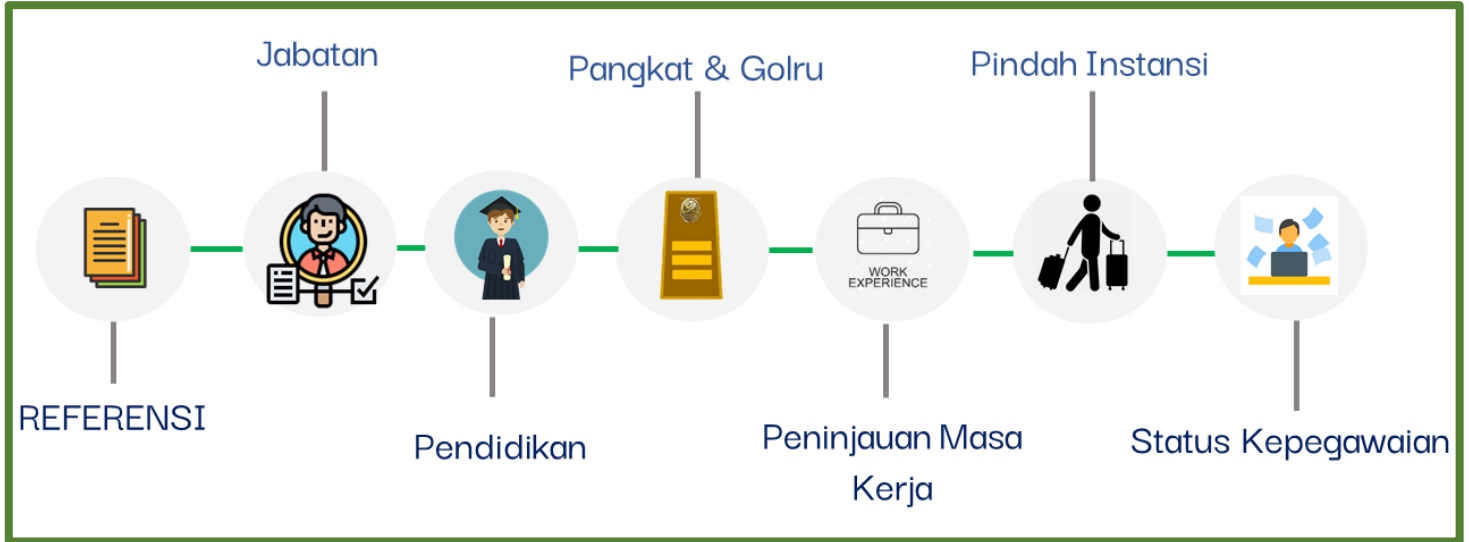 Jabatan
Pangkat & Golru
Pindah Instansi
WORK
EXPERIENCE
REFERENSI
Pendidikan
Peninjauan Masa
Kerja
Status Kepegawaian